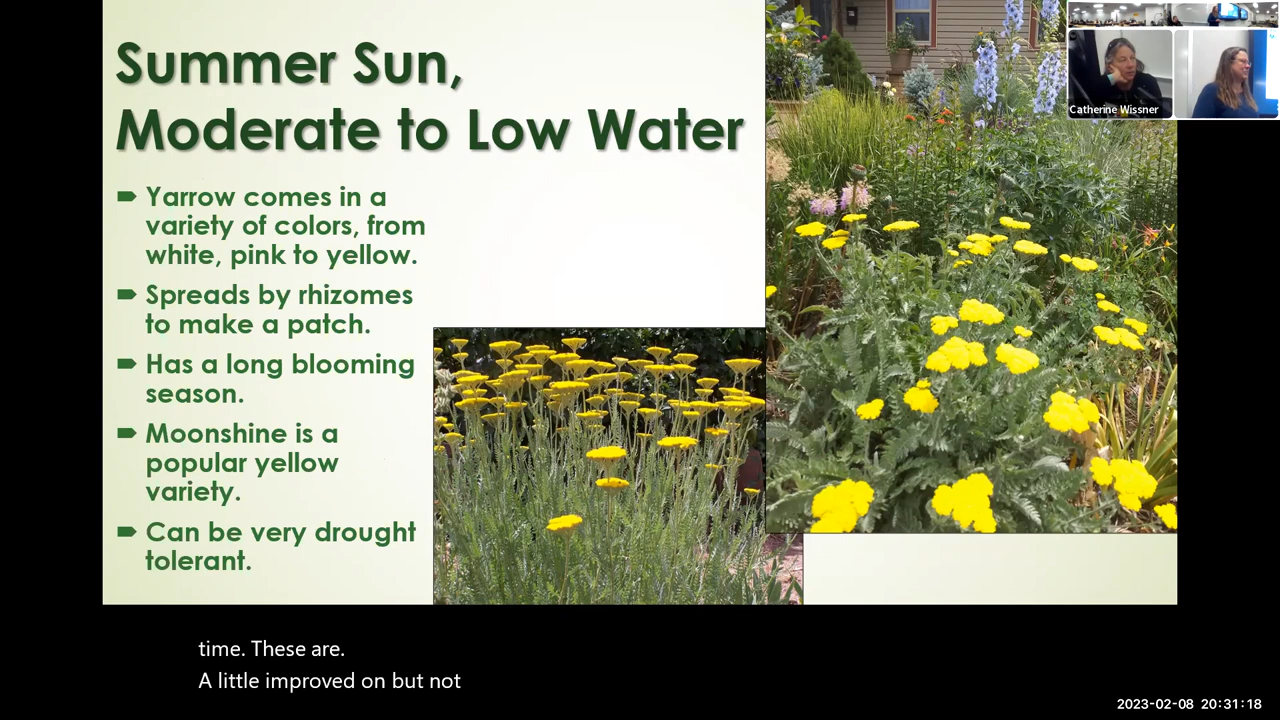 Summer Sun,
Moderate to Low Water
Yarrow comes in a
variety of colors, from
white, pink to yellow.
Spreads by rhizomes
to make a patch.
Has a long blooming
season.
Moonshine is a
popular yellow
variety.
Can be very drought
tolerant.
Catherine Wissner
time. These are.
A little improved on but not
2023-02-08 20:31:18